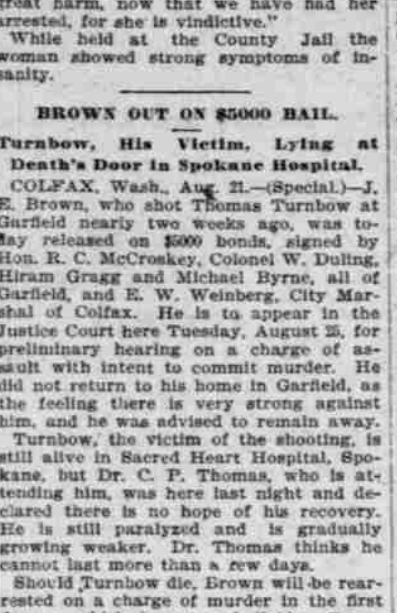 great harm, now that we have had her
arrested, for she is vindictive."
While held at the County Jail the
woman showed strong symptoms of in-
sanity.
BROWN OUT ON $5000 BAIL.
Turnbow, His Victim, Lying at
Death's Door in Spokane Hospital.
COLFAX, Wash., Aug. 21.—(Special.)—J.
E. Brown, who shot Thomas Turnbow at
Garfield nearly two weeks ago, was to-
day released on $5000 bonds, signed by
Hon. R. C. McCroskey, Colonel W. Duling,
Hiram Gragg and Michael Byrne, all of
Garfield, and E. W. Weinberg, City Mar-
shal of Colfax. He is to appear in the
Justice Court here Tuesday, August 25, for
preliminary hearing on a charge of as-
sault with intent to commit murder. He
did not return to his home in Garfield, as
the feeling there is very strong against
him, and he was advised to remain away.
Turnbow, the victim of the shooting, is
still alive in Sacred Heart Hospital, Spo-
kane, but Dr. C. P. Thomas, who is at-
tending him, was here last night and de-
clared there is no hope of his recovery.
He is still paralyzed and is gradually
growing weaker. Dr. Thomas thinks he
cannot last more than a few days.
Should Turnbow die, Brown will be rear-
rested on a charge of murder in the first